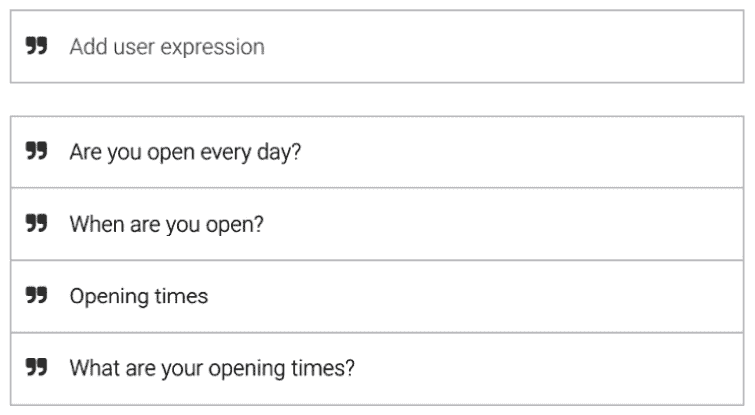 Add user expression
Are you open every day?
When are you open?
Opening times
What are your opening times?